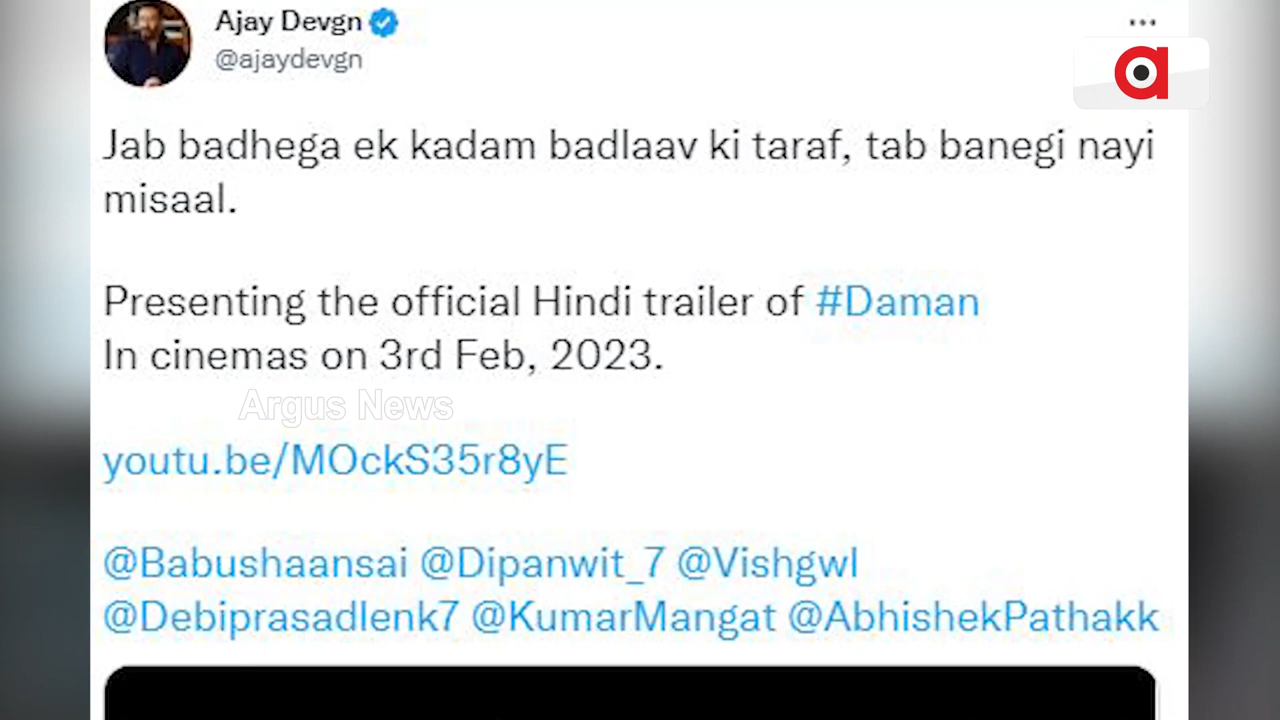 Ajay Devgn
@ajaydevgn
a
Jab badhega ek kadam badlaav ki taraf, tab banegi nayi
misaal.
Presenting the official Hindi trailer of #Daman
In cinemas on 3rd Feb, 2023.
Argus News
youtu.be/MOckS35r8yE
@Babushaansai @Dipanwit_7 @Vishgwl
@Debiprasadlenk7 @KumarMangat @AbhishekPathakk